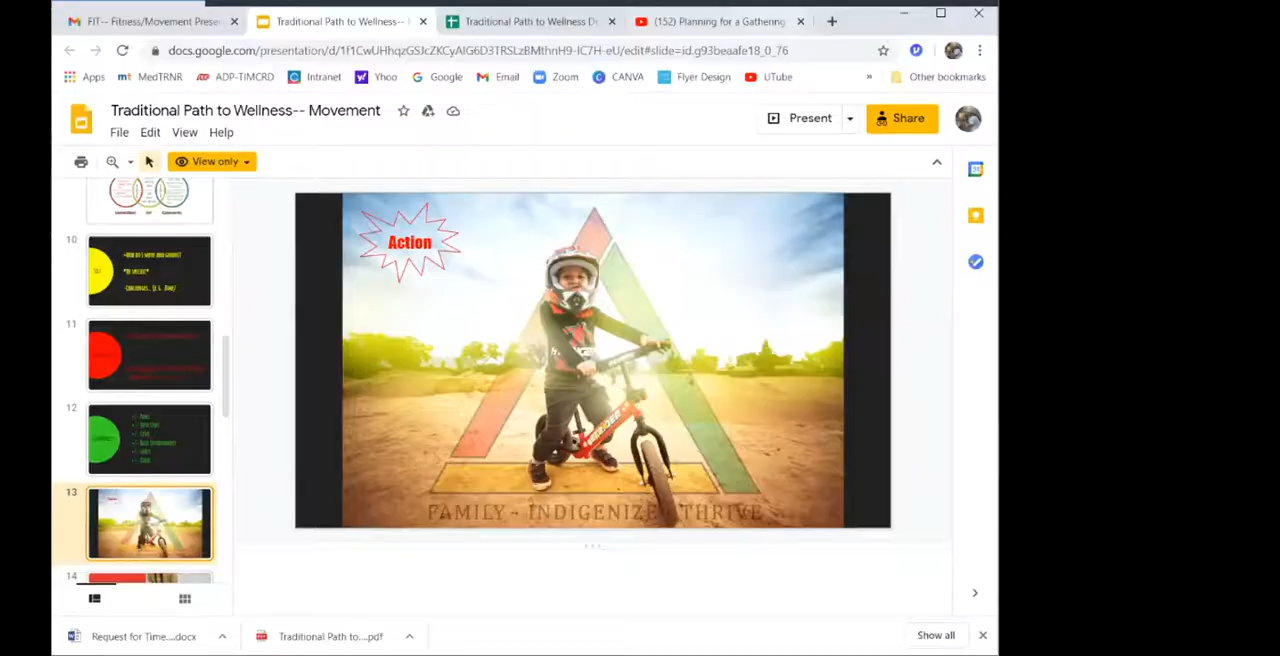 FIT-- Fitness/Movement Prese
Traditional Path to Wellness--
Traditional Path to Wellness D
(152) Planning for a Gathering
docs.google.com/presentation/d/1f1CwUHhqzGSJcZKCyAlG6D3TRSLzBMthnH9-IC7H-eU/edit#slide=id.g93beaafe18_0_76
Apps
MedTRNR
ADP-TIMCRD
Intranet
Yhoo
Google
Email
Zoom
CANVA
Flyer Design
UTube
»
Other bookmarks
Traditional Path to Wellness-- Movement
Present
Share
File Edit View Help
View only
10
11
12
13
14
Action
FAMILY - INDIGENIZE THRIVE
Request for Time....docx
Traditional Path to....pdf
Show all